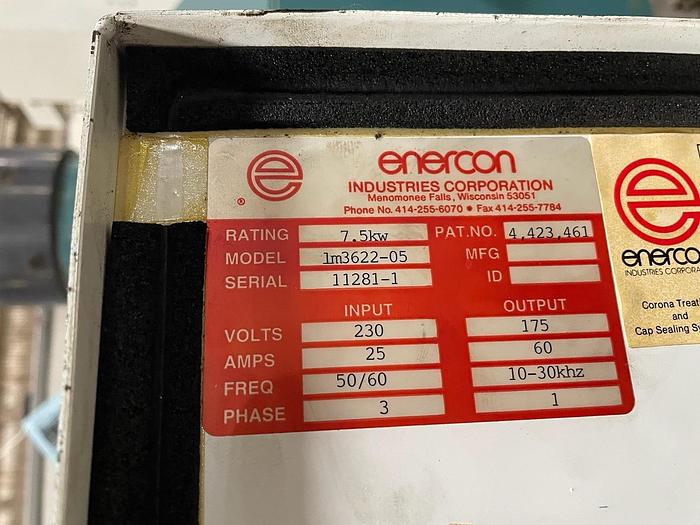 e
®
enercon
INDUSTRIES CORPORATION
Menomonee Falls, Wisconsin 53051
Phone No. 414-255-6070 • Fax 414-255-7784
RATING 7.5kw PAT.NO. 4,423,461
MODEL 1m3622-05 MFG
SERIAL 11281-1 ID
INPUT OUTPUT
VOLTS 230 175
AMPS 25 60
FREQ 50/60 10-30khz
PHASE 3 1
e
enerco
INDUSTRIES CORPORA
Corona Treat
and
Cap Sealing Sy